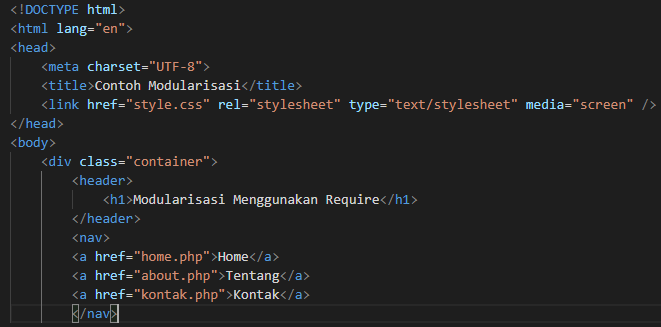 <!DOCTYPE html>
<html lang="en">
<head>
    <meta charset="UTF-8">
    <title>Contoh Modularisasi</title>
    <link href="style.css" rel="stylesheet" type="text/stylesheet" media="screen" />
</head>
<body>
    <div class="container">
        <header>
            <h1>Modularisasi Menggunakan Require</h1>
        </header>
        <nav>
        <a href="home.php">Home</a>
        <a href="about.php">Tentang</a>
        <a href="kontak.php">Kontak</a>
        </nav>